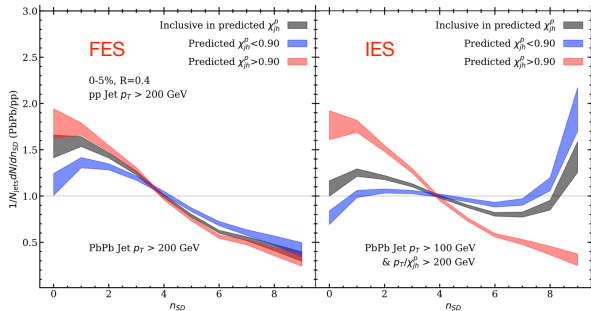 3.0
2.5
2.0
1.5
1.0
0.5
1/N_jets dN/dn_SD (PbPb/pp)
FES
Inclusive in predicted χ^p_jh
Predicted χ^p_jh<0.90
Predicted χ^p_jh>0.90
0-5%, R=0.4
pp Jet p_T > 200 GeV
PbPb Jet p_T > 200 GeV
0 2 4 6 8
n_SD
IES
Inclusive in predicted χ^p_jh
Predicted χ^p_jh<0.90
Predicted χ^p_jh>0.90
PbPb Jet p_T > 100 GeV
& p_T/χ^p_jh > 200 GeV
0 2 4 6 8
n_SD